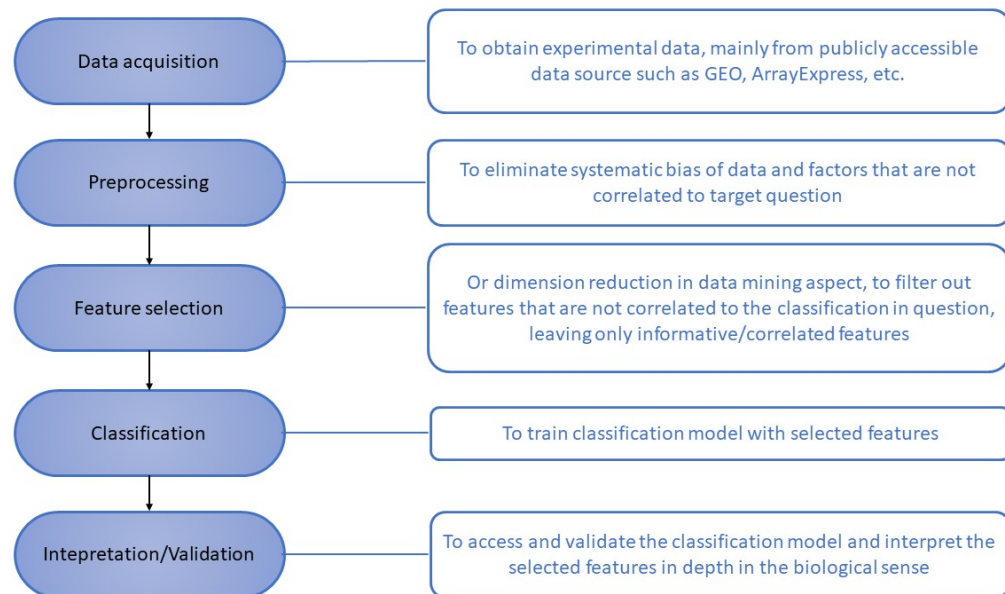 Data acquisition
To obtain experimental data, mainly from publicly accessible
data source such as GEO, ArrayExpress, etc.
Preprocessing
To eliminate systematic bias of data and factors that are not
correlated to target question
Feature selection
Or dimension reduction in data mining aspect, to filter out
features that are not correlated to the classification in question,
leaving only informative/correlated features
Classification
To train classification model with selected features
Intepretation/Validation
To access and validate the classification model and interpret the
selected features in depth in the biological sense